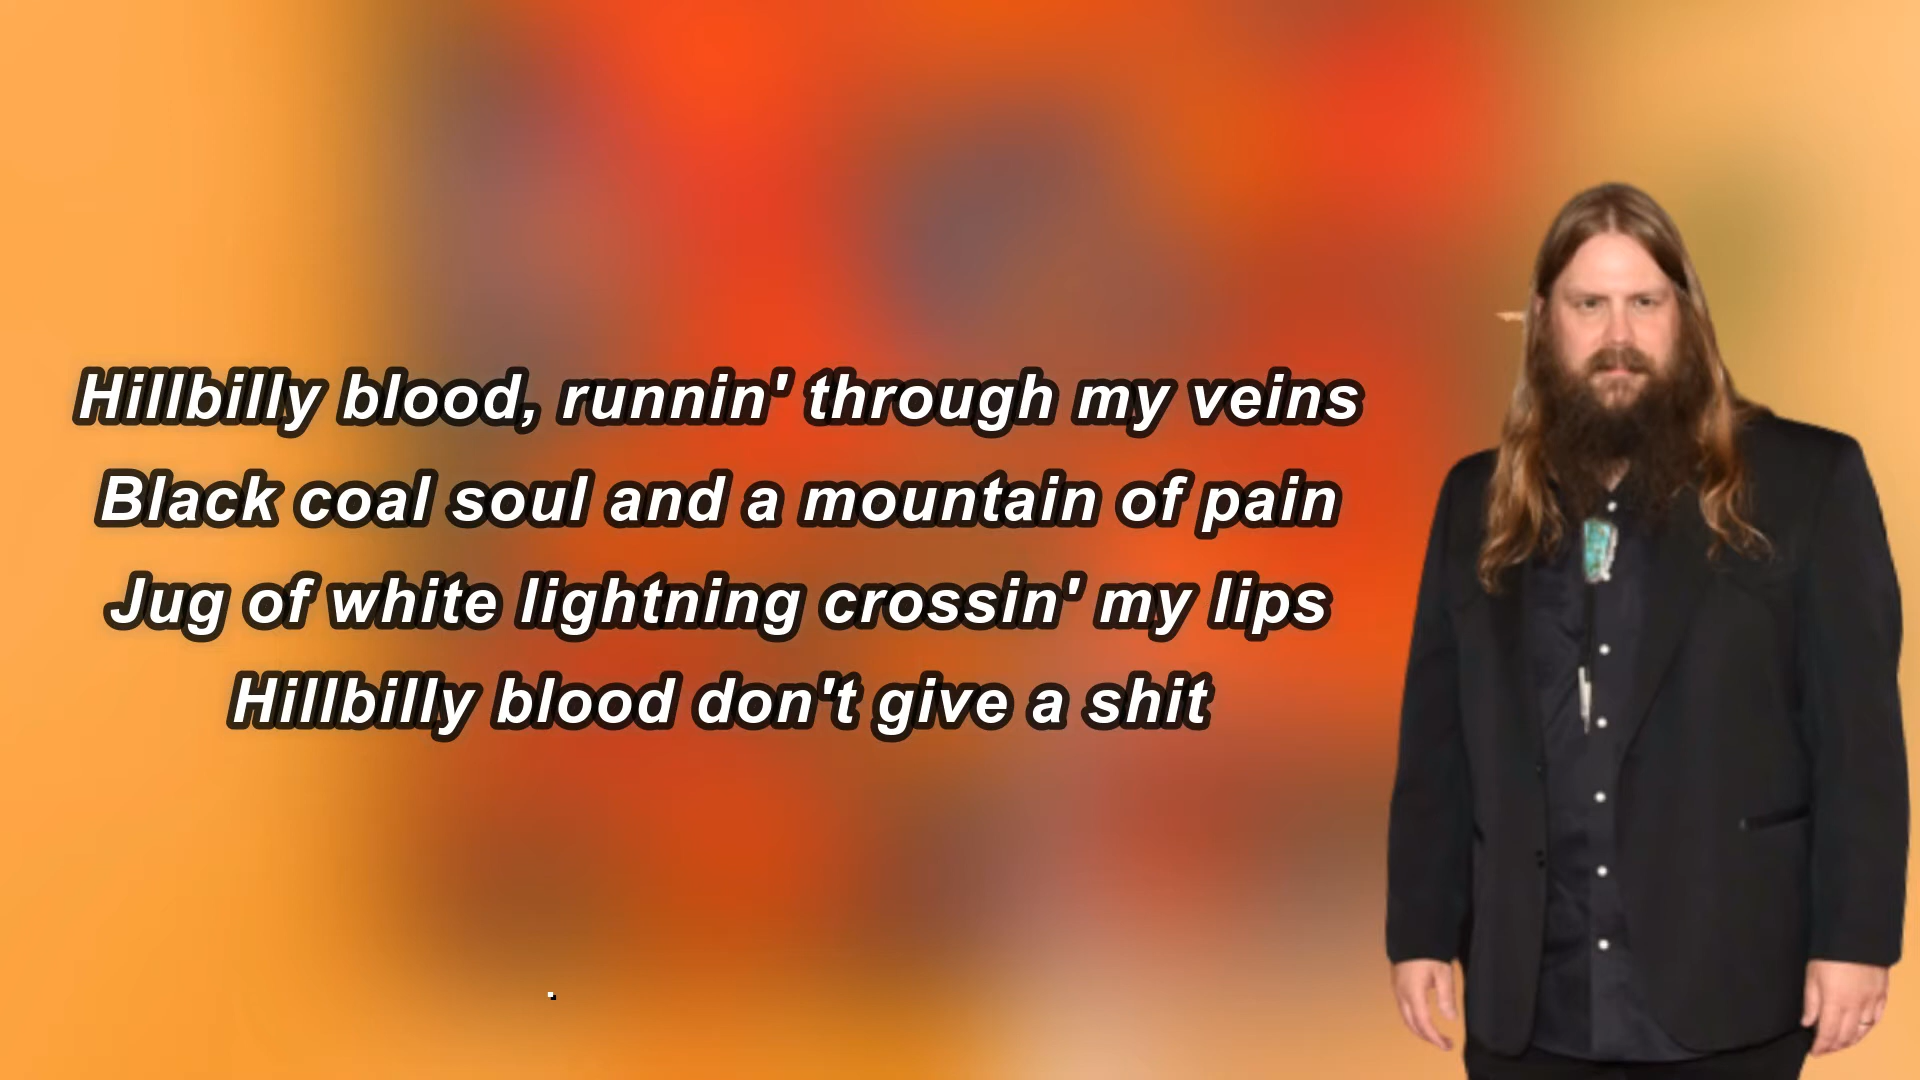 Hillbilly blood, runnin' through my veins
Black coal soul and a mountain of pain
Jug of white lightning crossin' my lips
Hillbilly blood don't give a shit